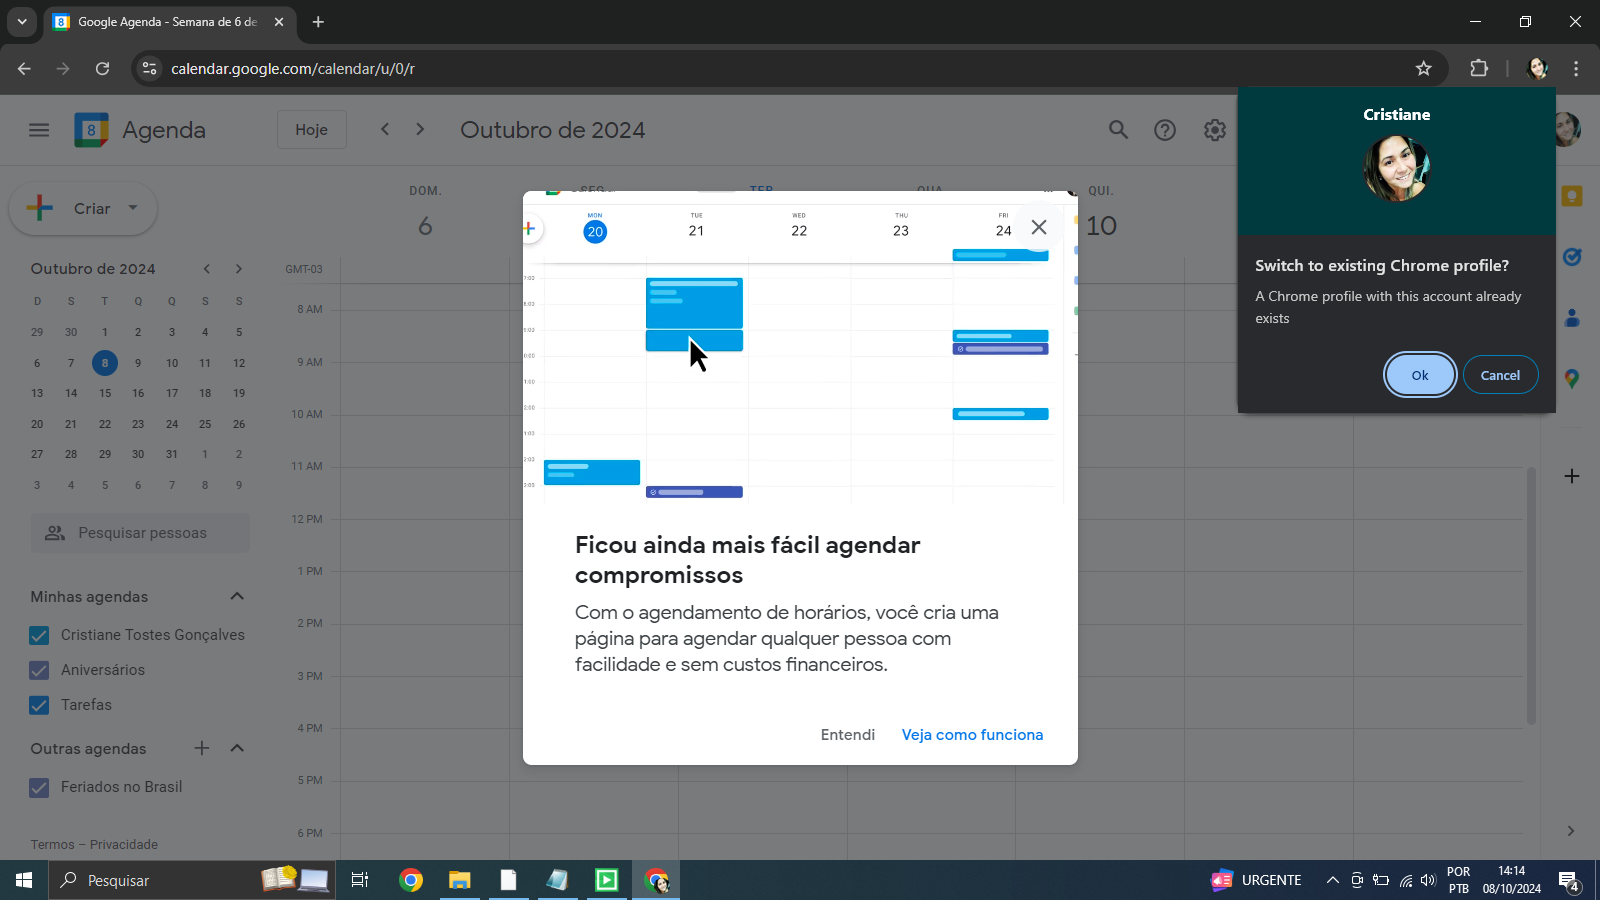 Google Agenda - Semana de 6 de
calendar.google.com/calendar/u/0/r
8
Agenda
Hoje
Outubro de 2024
Criar
Outubro de 2024
D S T Q Q S S
29 30 1 2 3 4 5
6 7 8 9 10 11 12
13 14 15 16 17 18 19
20 21 22 23 24 25 26
27 28 29 30 31 1 2
3 4 5 6 7 8 9
Pesquisar pessoas
Minhas agendas
Cristiane Tostes Gonçalves
Aniversários
Tarefas
Outras agendas
Feriados no Brasil
Termos – Privacidade
DOM.
6
QUI.
10
GMT-03
8 AM
9 AM
10 AM
11 AM
12 PM
1 PM
2 PM
3 PM
4 PM
5 PM
6 PM
MON TUE WED THU FRI
20 21 22 23 24
Ficou ainda mais fácil agendar
compromissos
Com o agendamento de horários, você cria uma
página para agendar qualquer pessoa com
facilidade e sem custos financeiros.
Entendi
Veja como funciona
Cristiane
Switch to existing Chrome profile?
A Chrome profile with this account already
exists
Ok
Cancel
Pesquisar
URGENTE
POR
PTB
14:14
08/10/2024
4